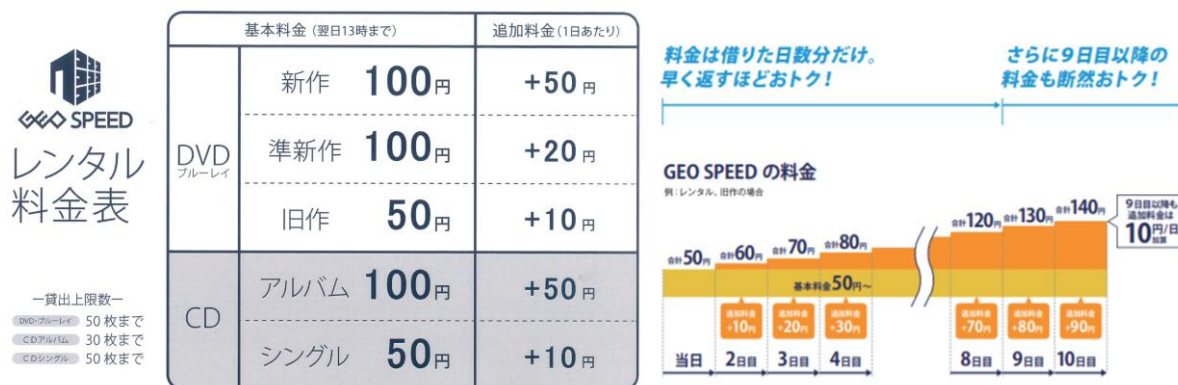 GEO SPEED
レンタル
料金表
ー貸出上限数ー
DVD・ブルーレイ 50枚まで
CDアルバム 30枚まで
CDシングル 50枚まで
基本料金 (翌日13時まで) 追加料金 (1日あたり)
DVD
ブルーレイ
新作 100円 +50円
準新作 100円 +20円
旧作 50円 +10円
CD
アルバム 100円 +50円
シングル 50円 +10円
料金は借りた日数分だけ。
早く返すほどおトク!
さらに9日目以降の
料金も断然おトク!
GEO SPEED の料金
例:レンタル、旧作の場合
合計50円 合計60円 合計70円 合計80円 合計120円 合計130円 合計140円
9日目以降も
追加料金は
10円/日
加算
基本料金50円~
追加料金 追加料金 追加料金 追加料金 追加料金 追加料金
+10円 +20円 +30円 +70円 +80円 +90円
当日 2日目 3日目 4日目 8日目 9日目 10日目